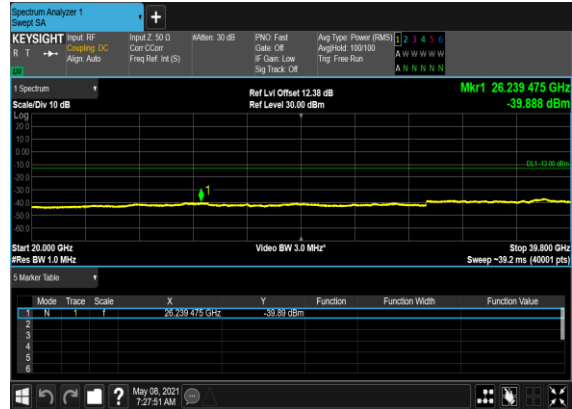 Spectrum Analyzer 1
Swept SA
+
KEYSIGHT Input: RF Input Z: 50 Ω #Atten: 30 dB PNO: Fast Avg Type: Power (RMS) 1 2 3 4 5 6
R T Coupling: DC Corr CCorr Gate: Off Avg|Hold: 100/100 A W W W W W
Align: Auto Freq Ref: Int (S) IF Gain: Low Trig: Free Run
Sig Track: Off A N N N N N
1 Spectrum Ref Lvl Offset 12.38 dB Mkr1 26.239 475 GHz
Scale/Div 10 dB Ref Level 30.00 dBm -39.888 dBm
Log
20.0
10.0
0.00
-10.0 DL1 -13.00 dBm
-20.0
-30.0
1
-40.0
-50.0
-60.0
Start 20.000 GHz Video BW 3.0 MHz* Stop 39.800 GHz
#Res BW 1.0 MHz Sweep ~39.2 ms (40001 pts)
5 Marker Table
Mode Trace Scale X Y Function Function Width Function Value
1 N 1 f 26.239 475 GHz -39.89 dBm
2
3
4
5
6
? May 08, 2021
7:27:51 AM